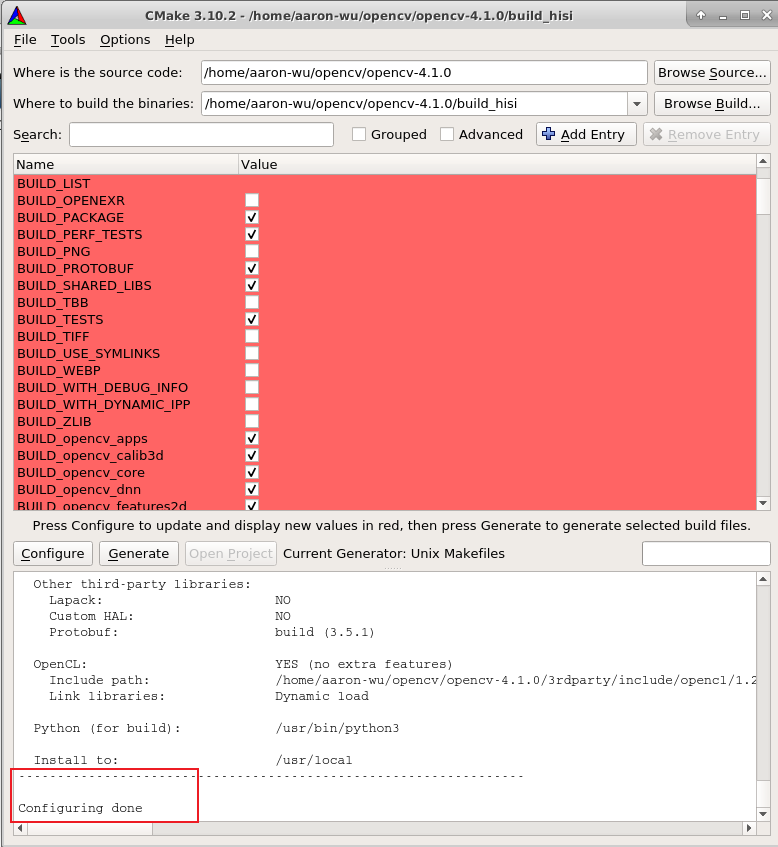 CMake 3.10.2 - /home/aaron-wu/opencv/opencv-4.1.0/build_hisi
File Tools Options Help
Where is the source code: /home/aaron-wu/opencv/opencv-4.1.0 Browse Source...
Where to build the binaries: /home/aaron-wu/opencv/opencv-4.1.0/build_hisi Browse Build...
Search: Grouped Advanced Add Entry Remove Entry
Name Value
BUILD_LIST
BUILD_OPENEXR
BUILD_PACKAGE
BUILD_PERF_TESTS
BUILD_PNG
BUILD_PROTOBUF
BUILD_SHARED_LIBS
BUILD_TBB
BUILD_TESTS
BUILD_TIFF
BUILD_USE_SYMLINKS
BUILD_WEBP
BUILD_WITH_DEBUG_INFO
BUILD_WITH_DYNAMIC_IPP
BUILD_ZLIB
BUILD_opencv_apps
BUILD_opencv_calib3d
BUILD_opencv_core
BUILD_opencv_dnn
BUILD_opencv_features2d
Press Configure to update and display new values in red, then press Generate to generate selected build files.
Configure Generate Open Project Current Generator: Unix Makefiles
Other third-party libraries:
Lapack: NO
Custom HAL: NO
Protobuf: build (3.5.1)
OpenCL: YES (no extra features)
Include path: /home/aaron-wu/opencv/opencv-4.1.0/3rdparty/include/opencl/1.2
Link libraries: Dynamic load
Python (for build): /usr/bin/python3
Install to: /usr/local
-----------------------------------------------------------------
Configuring done